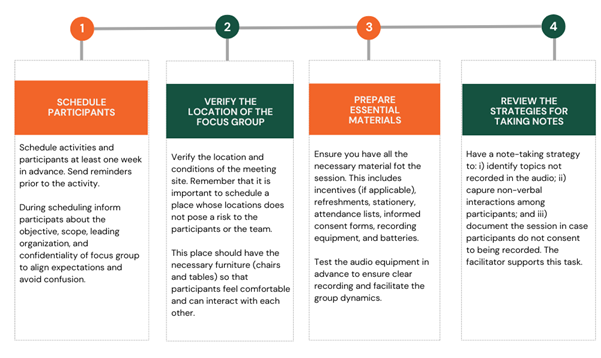 1
SCHEDULE
PARTICIPANTS
Schedule activities and
participants at least one week
in advance. Send reminders
prior to the activity.
During scheduling inform
participats about the
objective, scope, leading
organization, and
confidentiality of focus group
to align expectations and
avoid confusion.
2
VERIFY THE
LOCATION OF THE
FOCUS GROUP
Verify the location and
conditions of the meeting
site. Remember that it is
important to schedule a
place whose locations does
not pose a risk to the
participants or the team.
This place should have the
necessary furniture (chairs
and tables) so that
participants feel comfortable
and can interact with each
other.
3
PREPARE
ESSENTIAL
MATERIALS
Ensure you have all the
necessary material fot the
session. This includes
incentives (if applicable),
refreshments, stationery,
attendance lists, informed
consent forms, recording
equipment, and batteries.
Test the audio equipment in
advance to ensure clear
recording and facilitate the
group dynamics.
4
REVIEW THE
STRATEGIES FOR
TAKING NOTES
Have a note-taking strategy
to: i) identify topics not
recorded in the audio; ii)
capure non-verbal
interactions among
participants; and iii)
document the session in case
participants do not consent
to being recorded. The
facilitator supports this task.